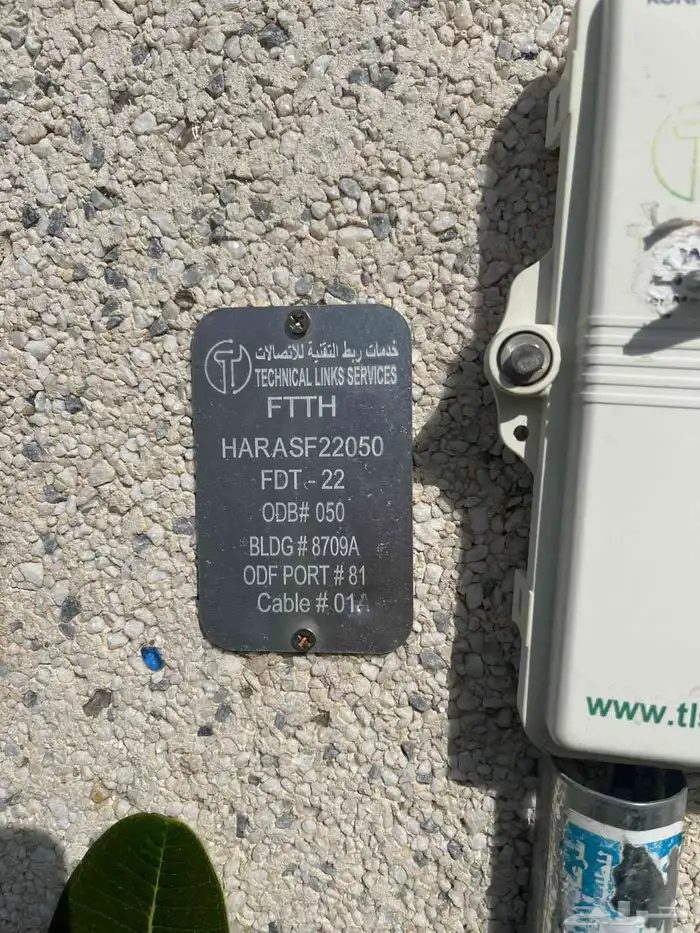 خدمات ربط التقنية للاتصالات
TECHNICAL LINKS SERVICES
FTTH
HARASF22050
FDT - 22
ODB# 050
BLDG # 8709A
ODF PORT # 81
Cable # 01A
www.tls